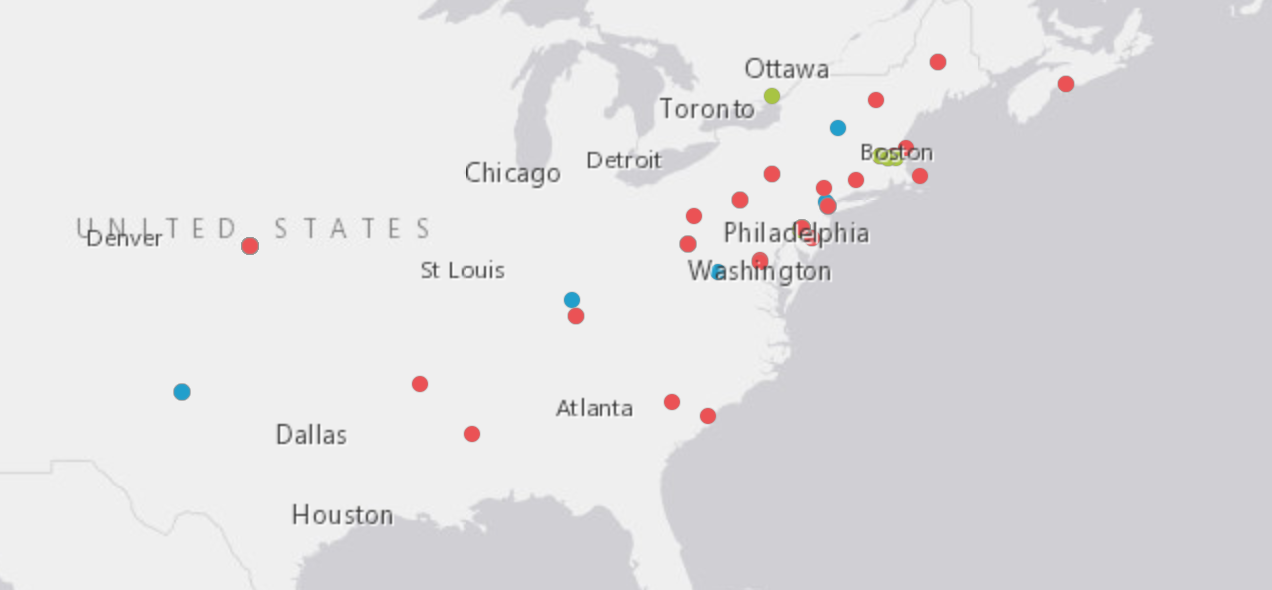 Ottawa
Toronto
Boston
Detroit
Chicago
UNITED STATES
Denver
Philadelphia
St Louis
Washington
Atlanta
Dallas
Houston